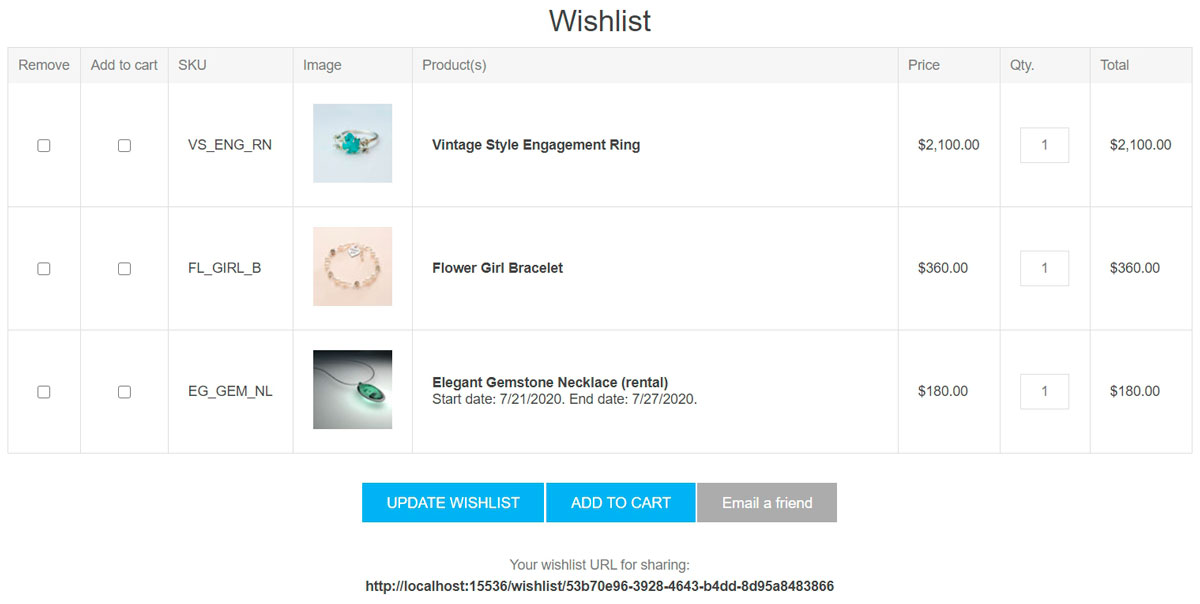 Wishlist
Remove Add to cart SKU Image Product(s) Price Qty. Total
VS_ENG_RN Vintage Style Engagement Ring $2,100.00 1 $2,100.00
FL_GIRL_B Flower Girl Bracelet $360.00 1 $360.00
EG_GEM_NL Elegant Gemstone Necklace (rental) $180.00 1 $180.00
Start date: 7/21/2020. End date: 7/27/2020.
UPDATE WISHLIST ADD TO CART Email a friend
Your wishlist URL for sharing:
http://localhost:15536/wishlist/53b70e96-3928-4643-b4dd-8d95a8483866